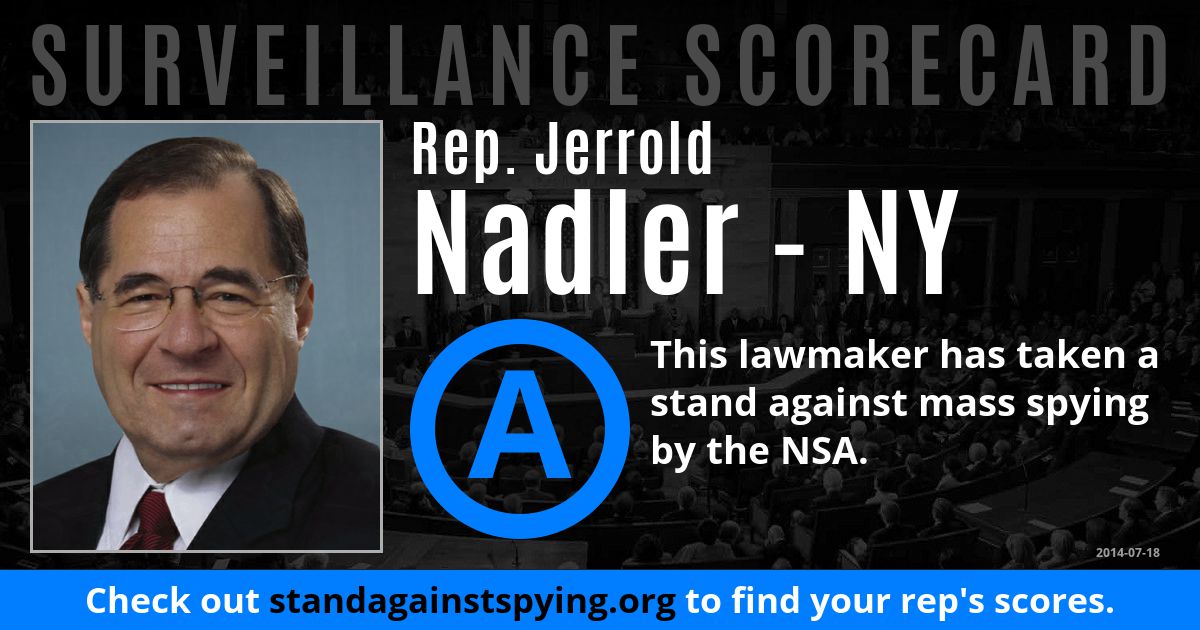 SURVEILLANCE SCORECARD
Rep. Jerrold
Nadler - NY
A
This lawmaker has taken a
stand against mass spying
by the NSA.
2014-07-18
Check out standagainstspying.org to find your rep's scores.